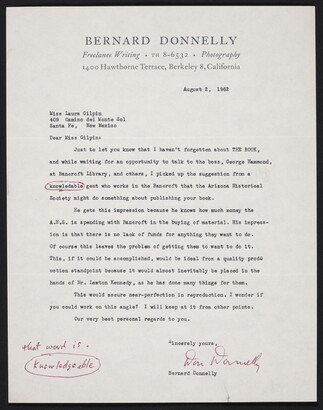 BERNARD DONNELLY
Freelance Writing • TH 8-6532 • Photography
1400 Hawthorne Terrace, Berkeley 8, California
August 2, 1962
Miss Laura Gilpin
409 Camino del Monte Sol
Santa Fe, New Mexico
Dear Miss Gilpin:
Just to let you know that I haven't forgotten about THE BOOK,
and while waiting for an opportunity to talk to the boss, George Hammond,
at Bancroft Library, and others, I picked up the suggestion from a
knowledable gent who works in the Bancroft that the Arizona Historical
Society might do something about publishing your book.
He gets this impression because he knows how much money the
A.H.S. is spending with Bancroft in the buying of material. His impress-
ion is that there is no lack of funds for anything they want to do.
Of course this leaves the problem of getting them to want to do it.
This, if it could be accomplished, would be ideal from a quality
motion standpoint because it would almost inevitably be placed in the
hands of Mr. Lawton Kennedy, as he has done many things for them.
This would assure near-perfection in reproduction. I wonder if
you could work on this angle? I will keep at it from other points.
Our very best personal regards to you.
Sincerely yours,
Don Donnelly
Bernard Donnelly
that word is -
Knowledgeable